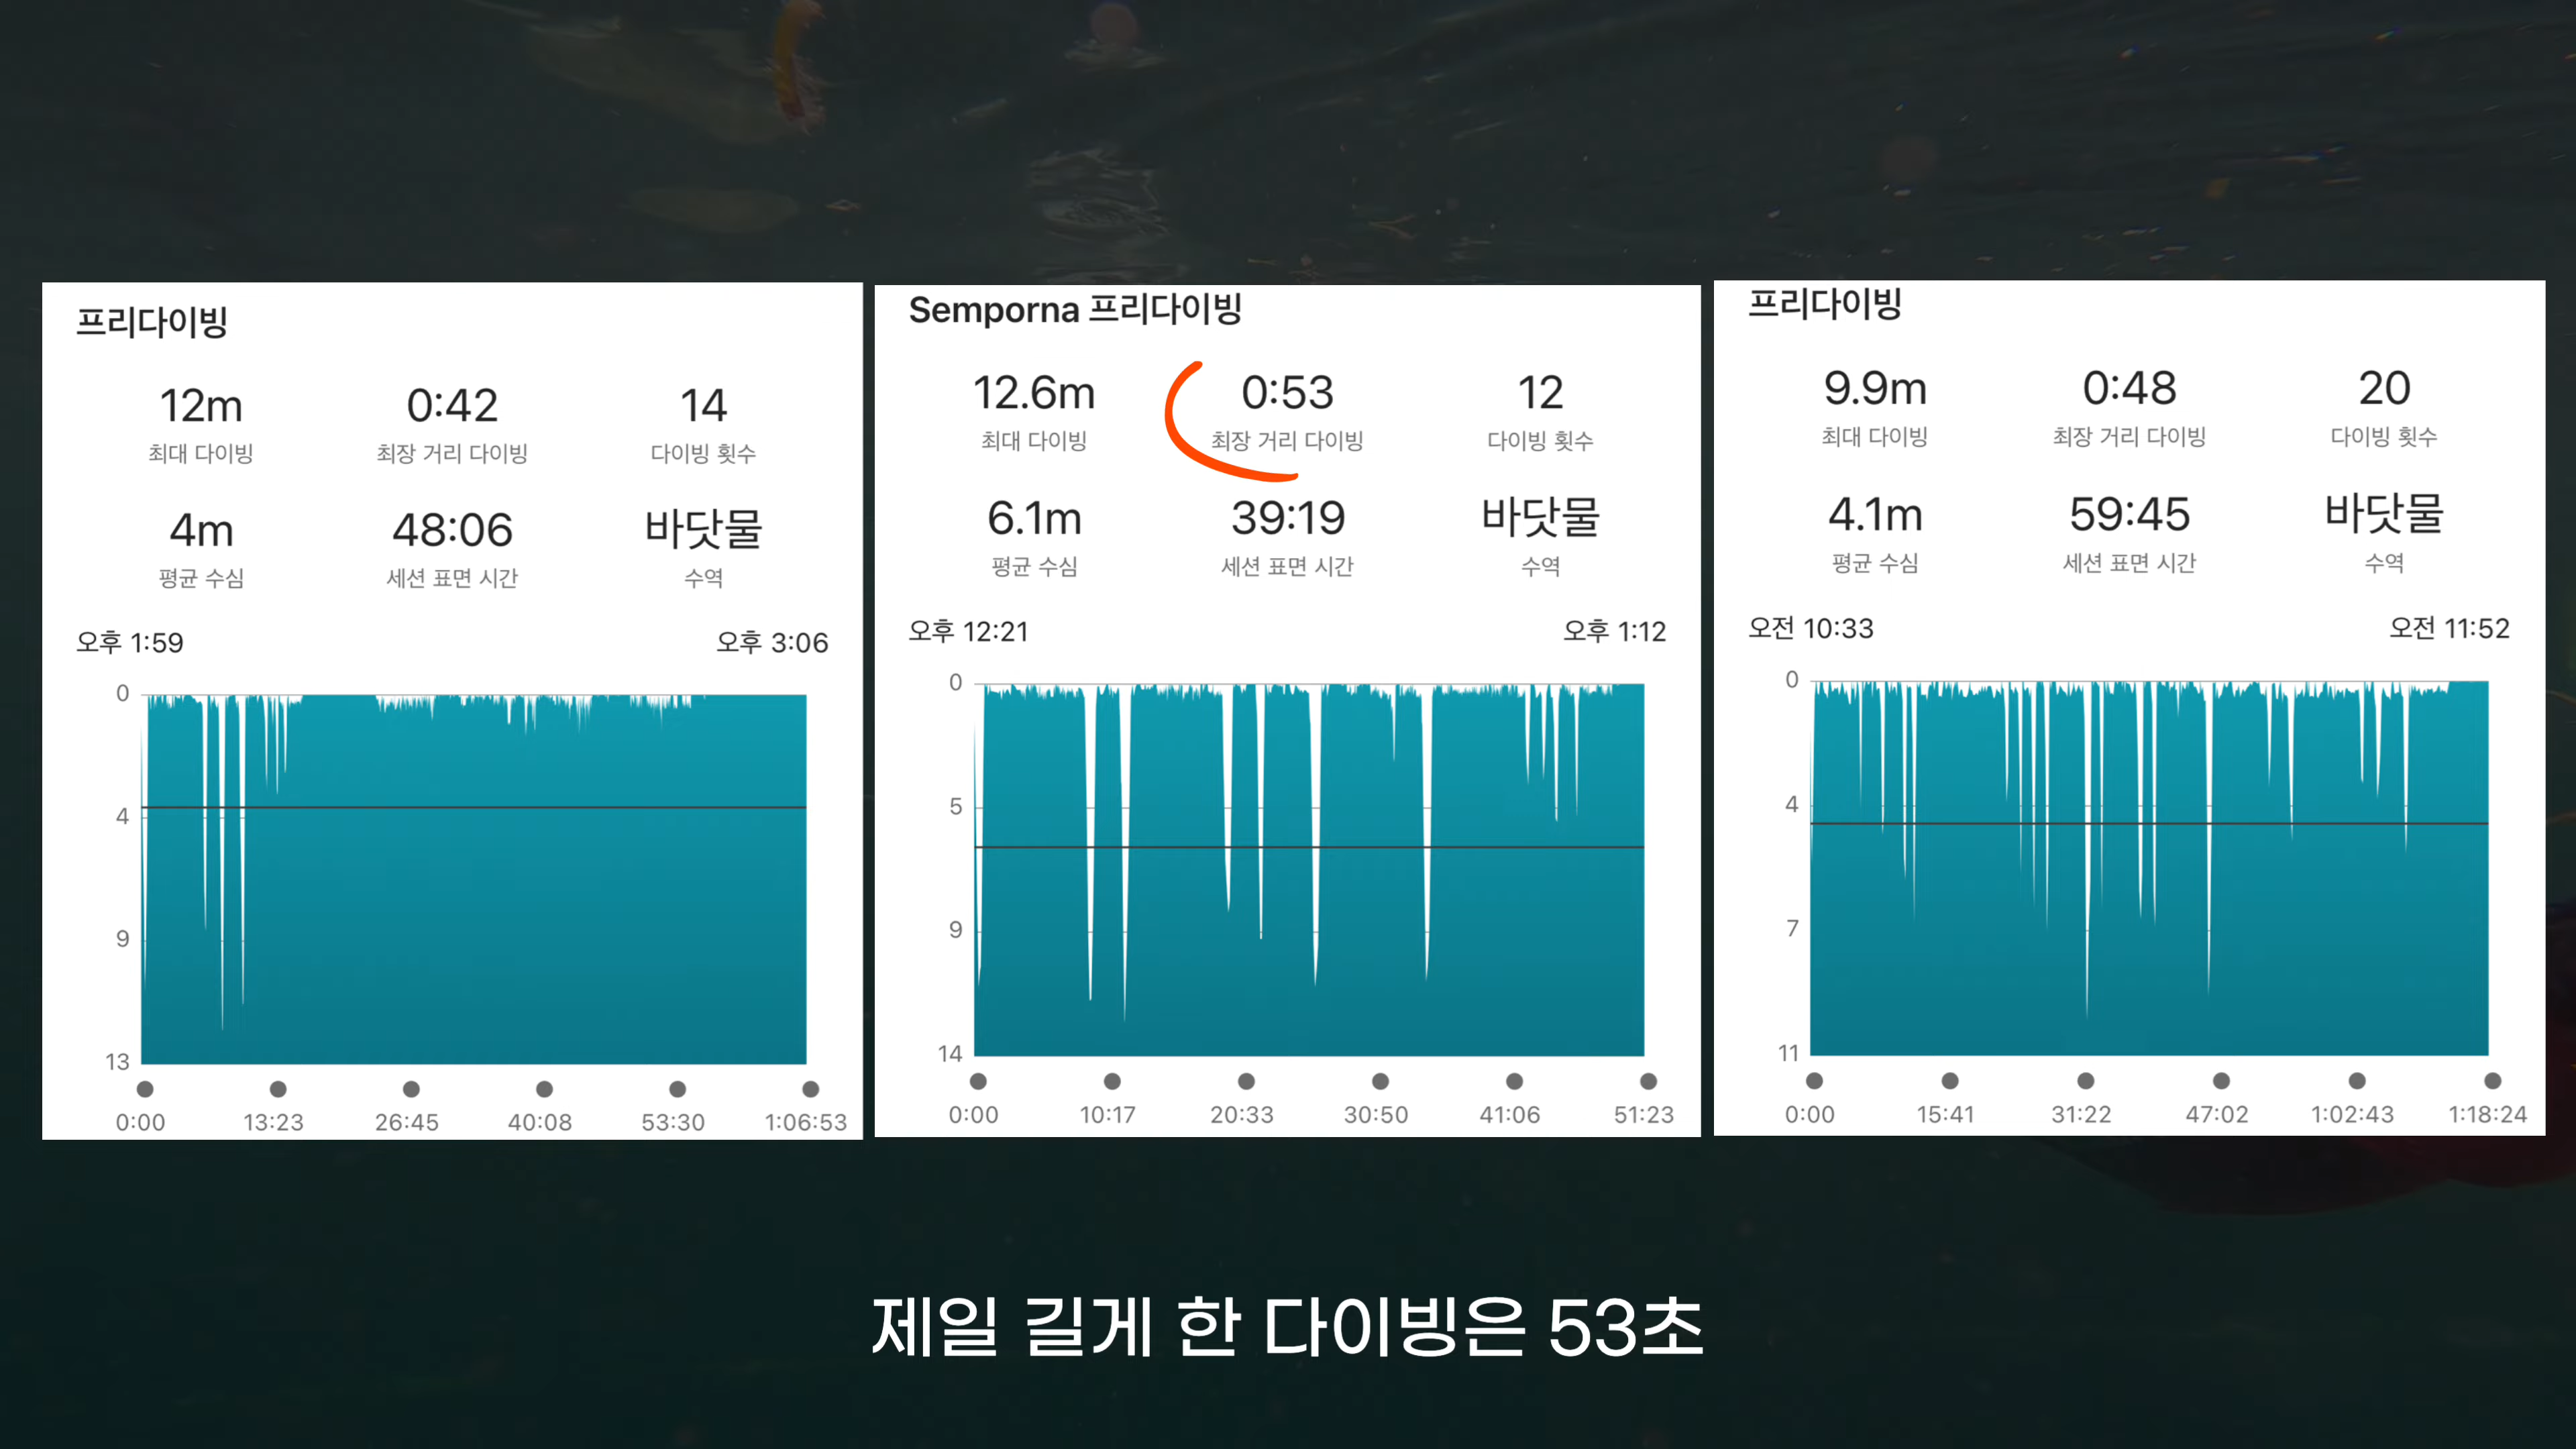 프리다이빙
12m 0:42 14
최대 다이빙 최장 거리 다이빙 다이빙 횟수
4m 48:06 바닷물
평균 수심 세션 표면 시간 수역
오후 1:59 오후 3:06
0
4
9
13
0:00 13:23 26:45 40:08 53:30 1:06:53
Semporna 프리다이빙
12.6m 0:53 12
최대 다이빙 최장 거리 다이빙 다이빙 횟수
6.1m 39:19 바닷물
평균 수심 세션 표면 시간 수역
오후 12:21 오후 1:12
0
5
9
14
0:00 10:17 20:33 30:50 41:06 51:23
프리다이빙
9.9m 0:48 20
최대 다이빙 최장 거리 다이빙 다이빙 횟수
4.1m 59:45 바닷물
평균 수심 세션 표면 시간 수역
오전 10:33 오전 11:52
0
4
7
11
0:00 15:41 31:22 47:02 1:02:43 1:18:24
제일 길게 한 다이빙은 53초